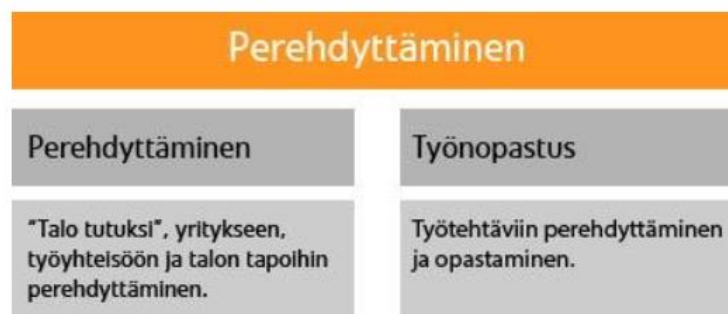 Perehdyttäminen
Perehdyttäminen
Työnopastus
"Talo tutuksi", yritykseen,
työyhteisöön ja talon tapoihin
perehdyttäminen.
Työtehtäviin perehdyttäminen
ja opastaminen.